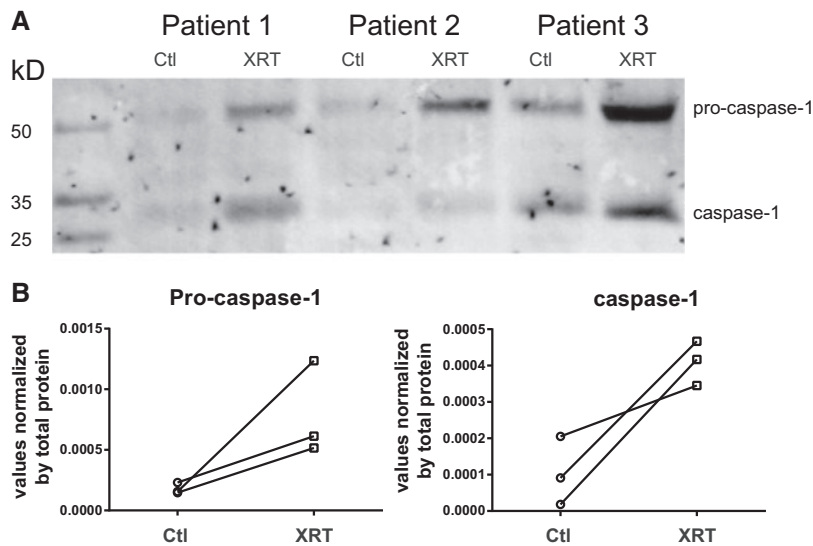 A
Patient 1 Patient 2 Patient 3
Ctl XRT Ctl XRT Ctl XRT
kD
50
35
25
pro-caspase-1
caspase-1
B
Pro-caspase-1
values normalized
by total protein
0.0015
0.0010
0.0005
0.0000
Ctl XRT
caspase-1
values normalized
by total protein
0.0005
0.0004
0.0003
0.0002
0.0001
0.0000
Ctl XRT